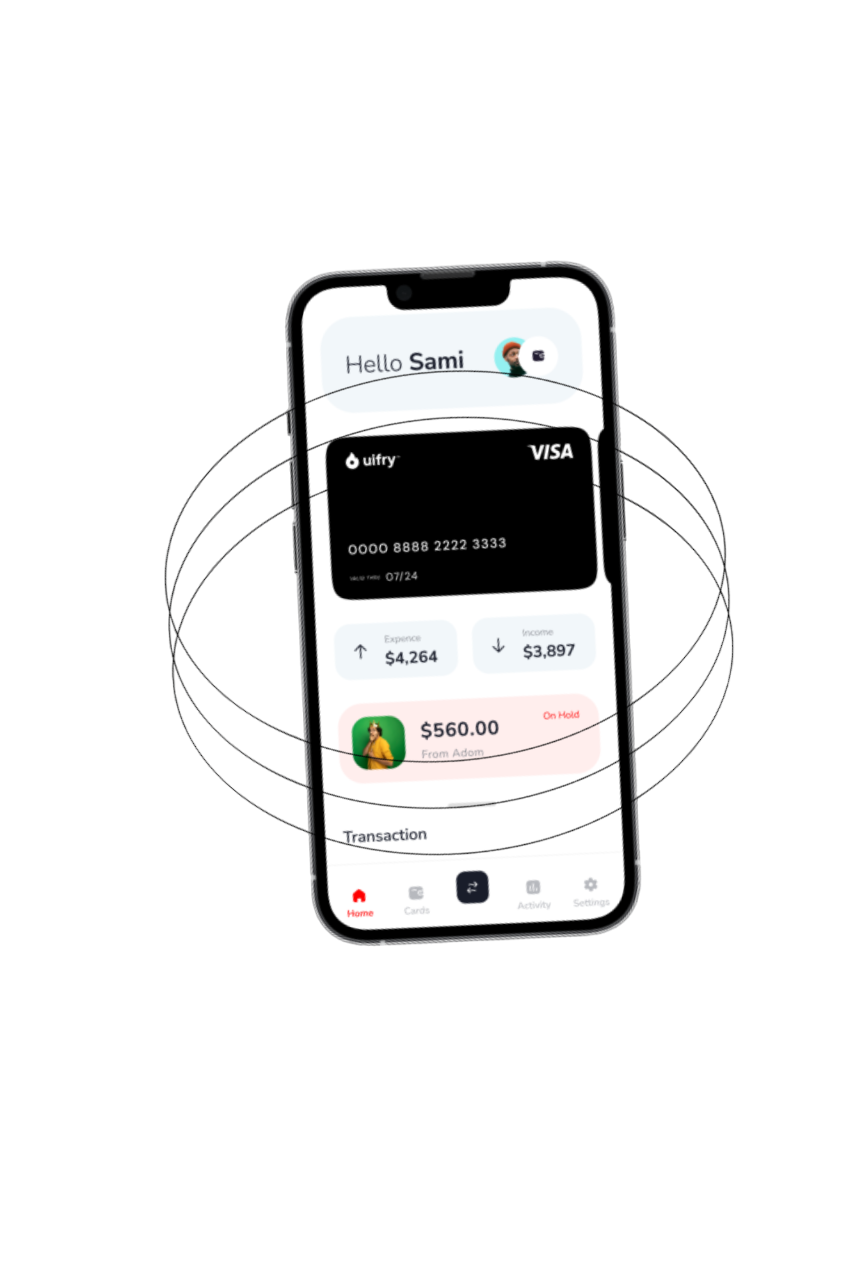 Hello Sami
uifry™
VISA
0000 8888 2222 3333
VALID THRU 07/24
Expence
$4,264
Income
$3,897
$560.00
On Hold
From Adom
Transaction
Home
Cards
Activity
Settings